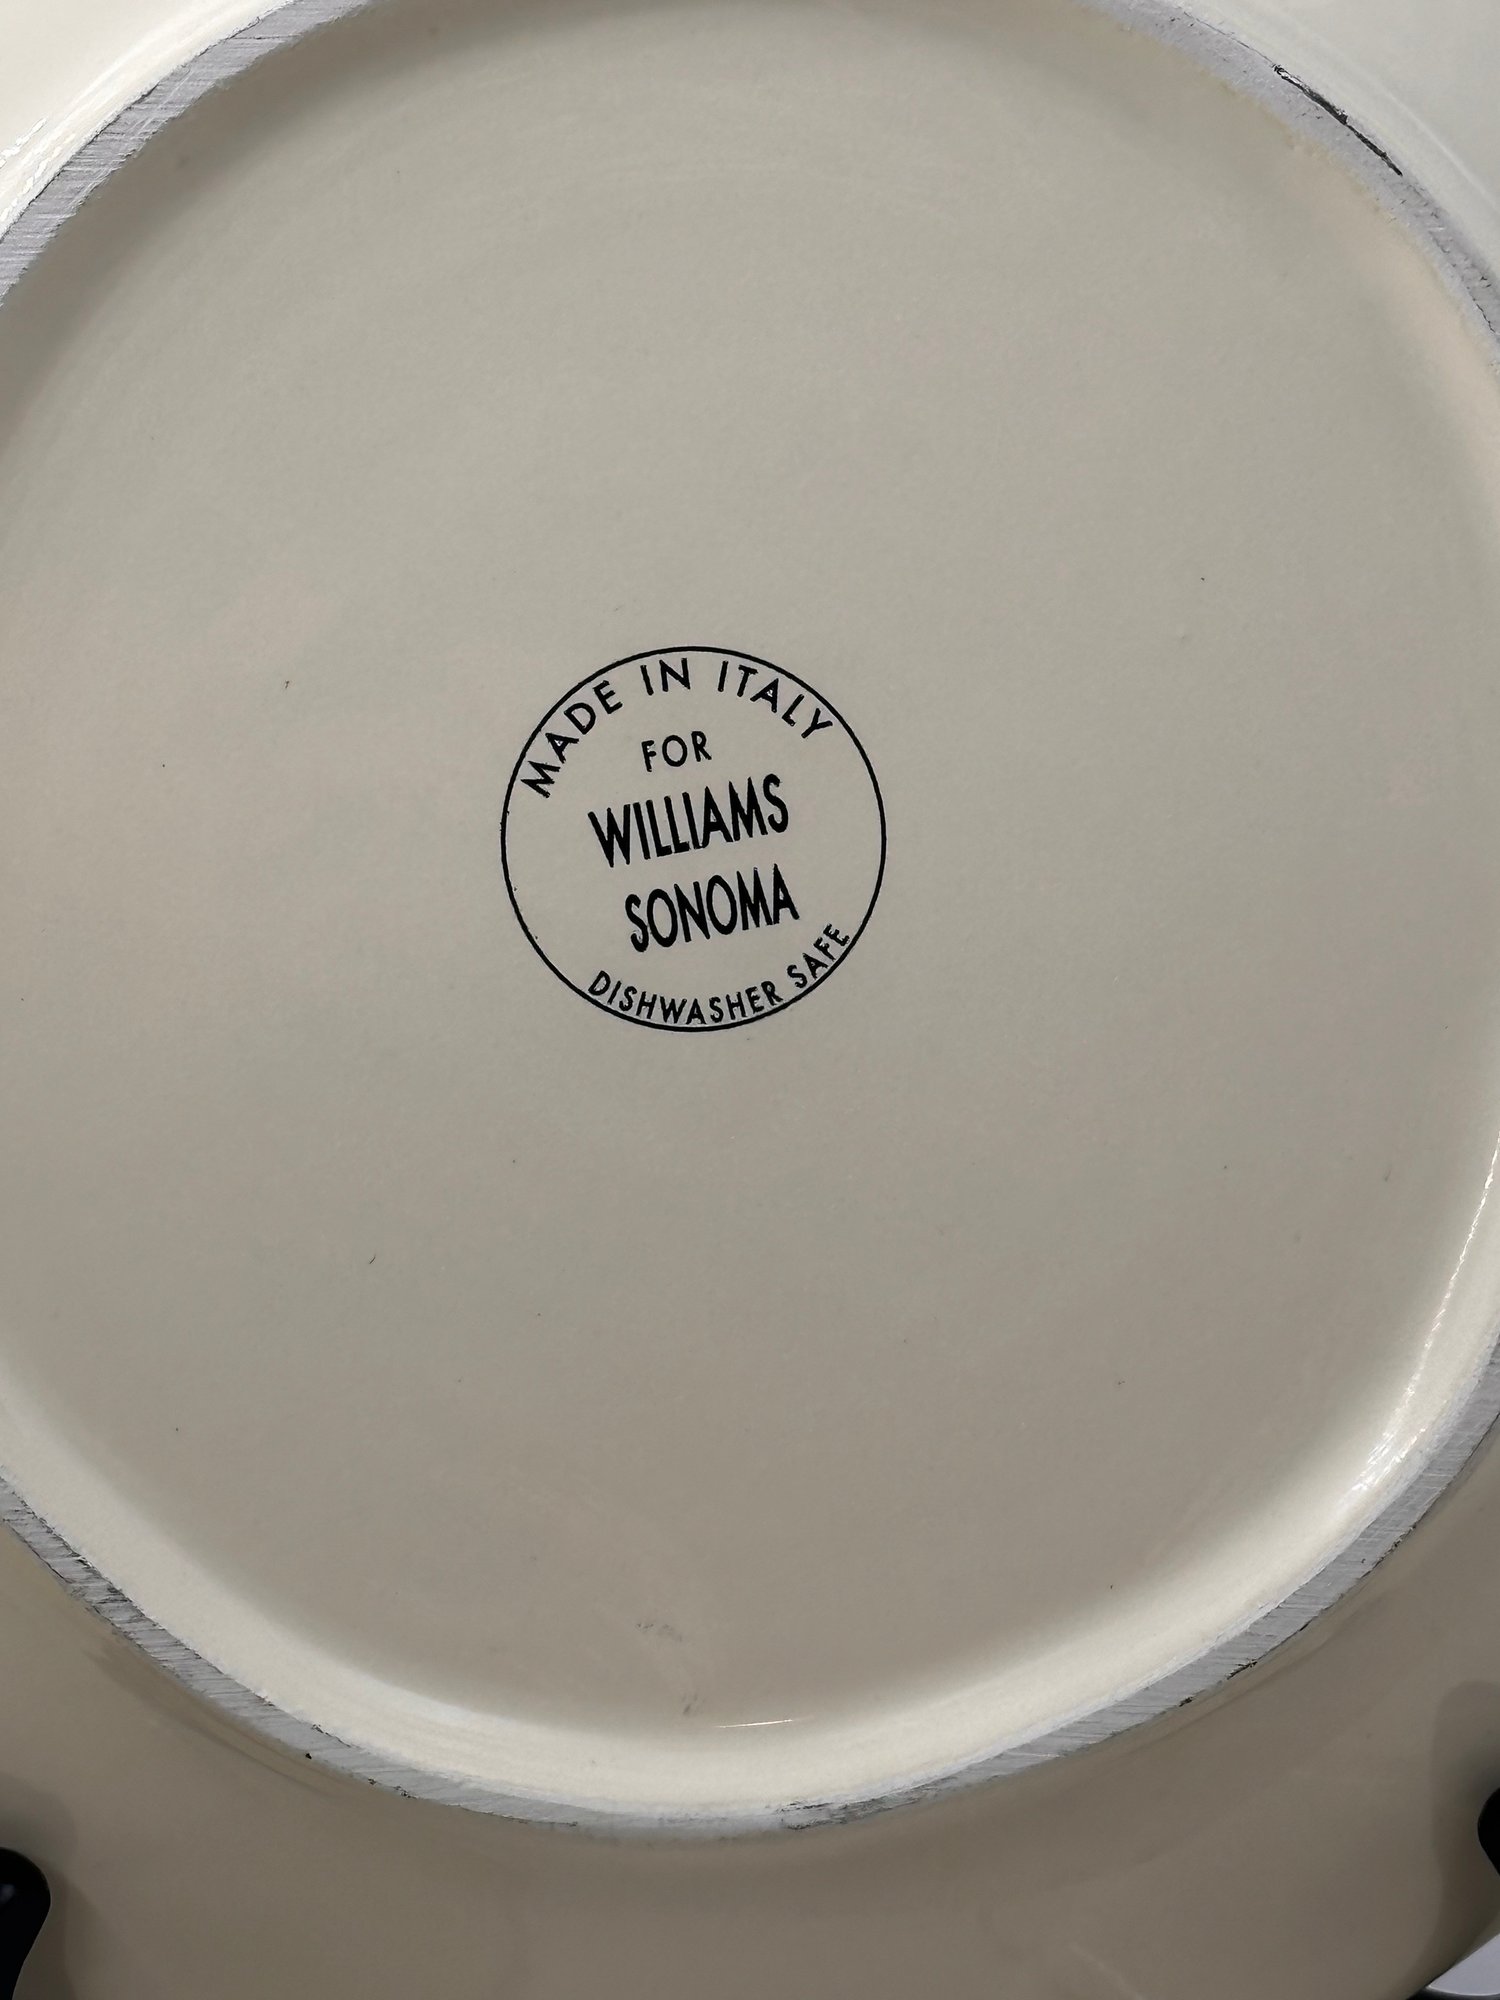 MADE IN ITALY
FOR
WILLIAMS
SONOMA
DISHWASHER SAFE